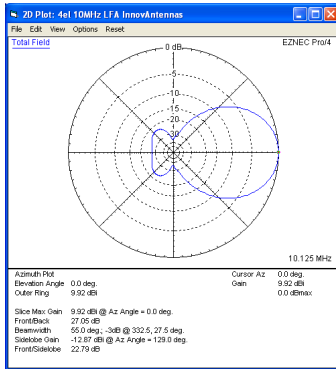 2D Plot: 4el 10MHz LFA InnovAntennas
File Edit View Options Reset
Total Field
EZNEC Pro/4
0 dB
-5
-10
-15
-20
-30
10.125 MHz
Azimuth Plot
Elevation Angle 0.0 deg.
Outer Ring 9.92 dBi
Cursor Az 0.0 deg.
Gain 9.92 dBi
0.0 dBmax
Slice Max Gain 9.92 dBi @ Az Angle = 0.0 deg.
Front/Back 27.05 dB
Beamwidth 55.0 deg.; -3dB @ 332.5, 27.5 deg.
Sidelobe Gain -12.87 dBi @ Az Angle = 129.0 deg.
Front/Sidelobe 22.79 dB